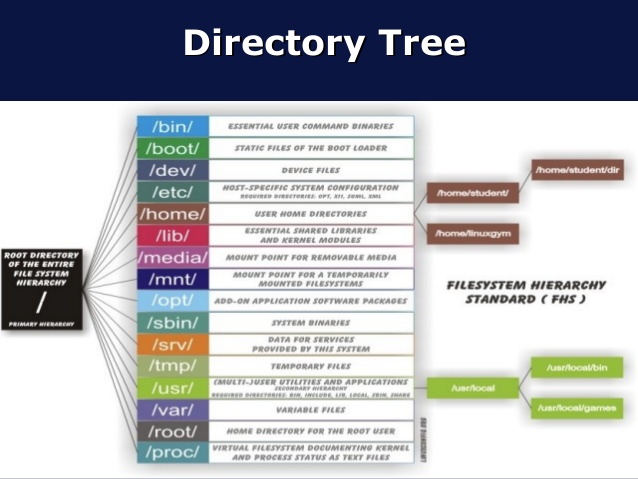 Directory Tree
ROOT DIRECTORY
OF THE ENTIRE
FILE SYSTEM
HIERARCHY
/
PRIMARY HIERARCHY
/bin/
ESSENTIAL USER COMMAND BINARIES
/boot/
STATIC FILES OF THE BOOT LOADER
/dev/
DEVICE FILES
/etc/
HOST-SPECIFIC SYSTEM CONFIGURATION
REQUIRED DIRECTORIES: OPT, X11, SGML, XML
/home/
USER HOME DIRECTORIES
/lib/
ESSENTIAL SHARED LIBRARIES
AND KERNEL MODULES
/media/
MOUNT POINT FOR REMOVABLE MEDIA
/mnt/
MOUNT POINT FOR A TEMPORARILY
MOUNTED FILESYSTEMS
/opt/
ADD-ON APPLICATION SOFTWARE PACKAGES
/sbin/
SYSTEM BINARIES
/srv/
DATA FOR SERVICES
PROVIDED BY THIS SYSTEM
/tmp/
TEMPORARY FILES
/usr/
(MULTI-)USER UTILITIES AND APPLICATIONS
SECONDARY HIERARCHY
REQUIRED DIRECTORIES: BIN, INCLUDE, LIB, LOCAL, SBIN, SHARE
/var/
VARIABLE FILES
/root/
HOME DIRECTORY FOR THE ROOT USER
/proc/
VIRTUAL FILESYSTEM DOCUMENTING KERNEL
AND PROCESS STATUS AS TEXT FILES
/home/student/
/home/student/dir
/home/linuxgym
FILESYSTEM HIERARCHY
STANDARD ( FHS )
/usr/local
/usr/local/bin
/usr/local/games